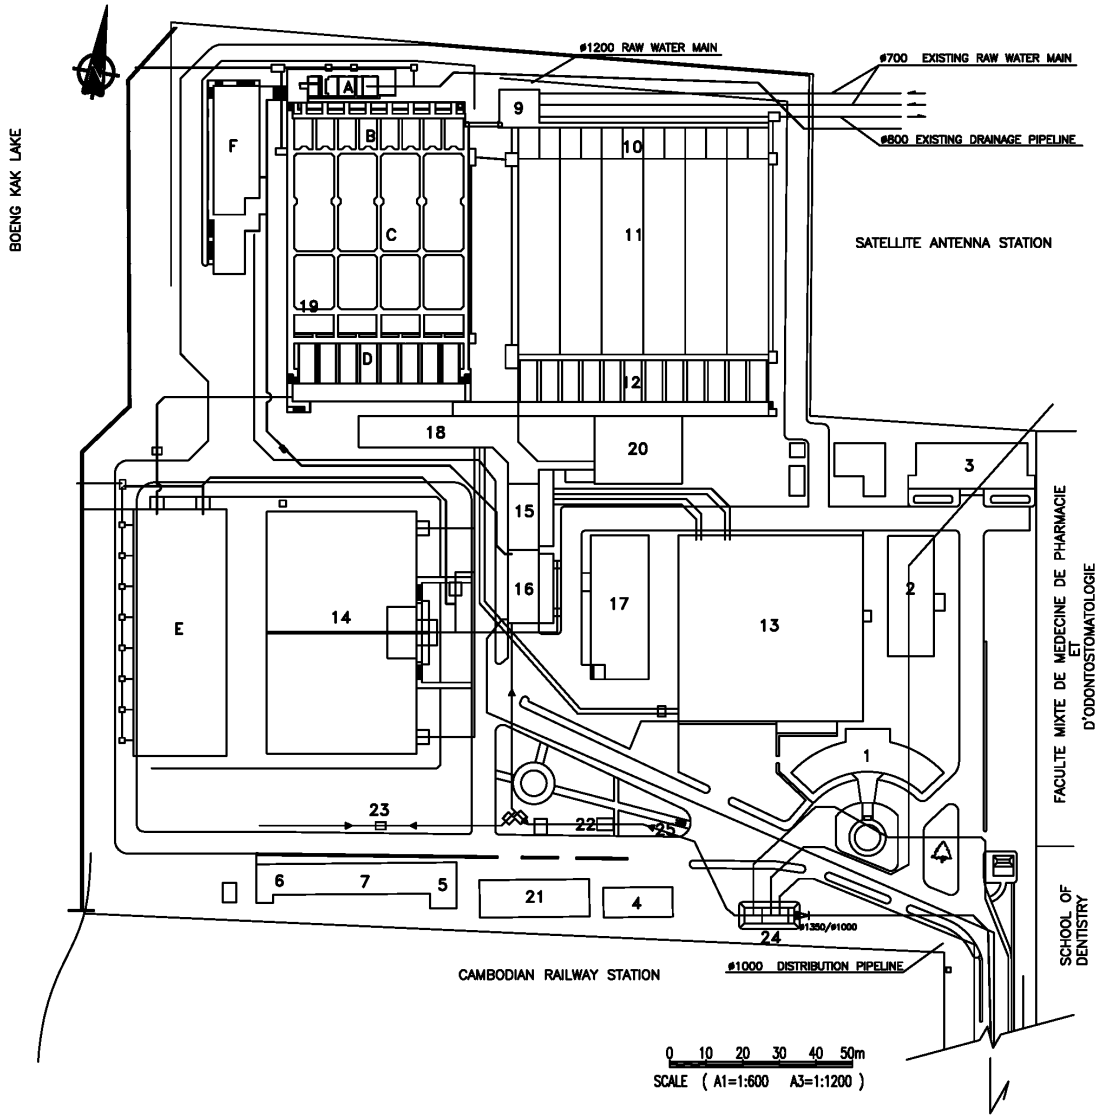 ø1200 RAW WATER MAIN
ø700 EXISTING RAW WATER MAIN
A
9
B
10
ø800 EXISTING DRAINAGE PIPELINE
F
BOENG KAK LAKE
C
11
SATELLITE ANTENNA STATION
19
D
12
18
20
3
15
16
17
2
E
14
13
FACULTE MIXTE DE MEDECINE DE PHARMACIE
ET
D'ODONTOSTOMATOLOGIE
1
23
22
25
6
7
5
21
4
24
ø1350/ø1000
SCHOOL OF
DENTISTRY
ø1000 DISTRIBUTION PIPELINE
CAMBODIAN RAILWAY STATION
0 10 20 30 40 50m
SCALE ( A1=1:600 A3=1:1200 )